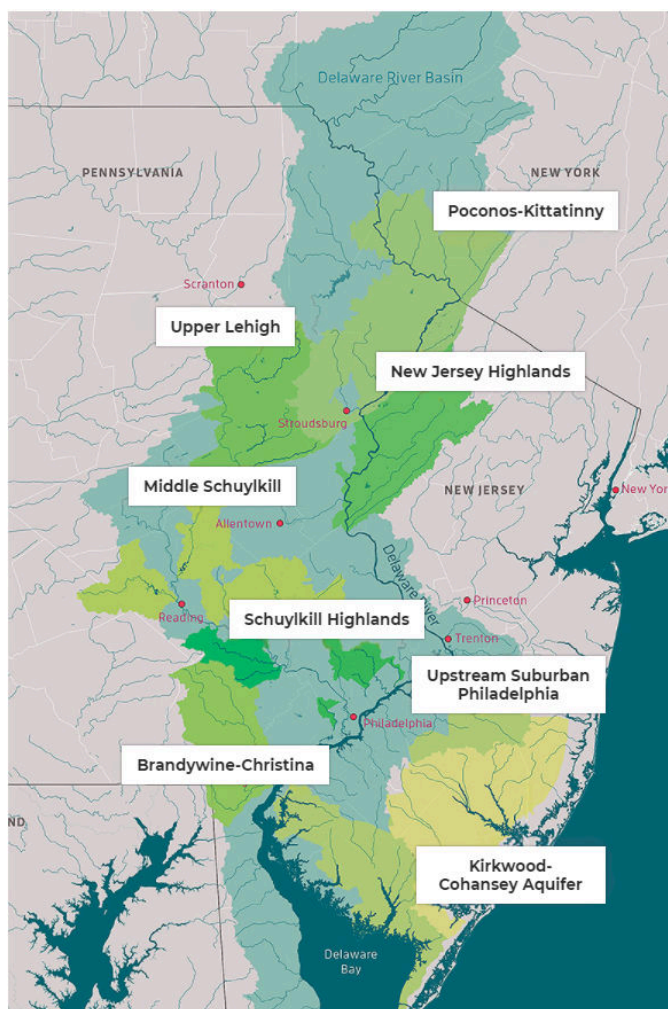 Delaware River Basin
PENNSYLVANIA
NEW YORK
Poconos-Kittatinny
Scranton
Upper Lehigh
New Jersey Highlands
Stroudsburg
Middle Schuylkill
NEW JERSEY
New Yor
Allentown
Delaware River
Princeton
Reading
Schuylkill Highlands
Trenton
Upstream Suburban
Philadelphia
Philadelphia
Brandywine-Christina
ND
Kirkwood-
Cohansey Aquifer
Delaware
Bay